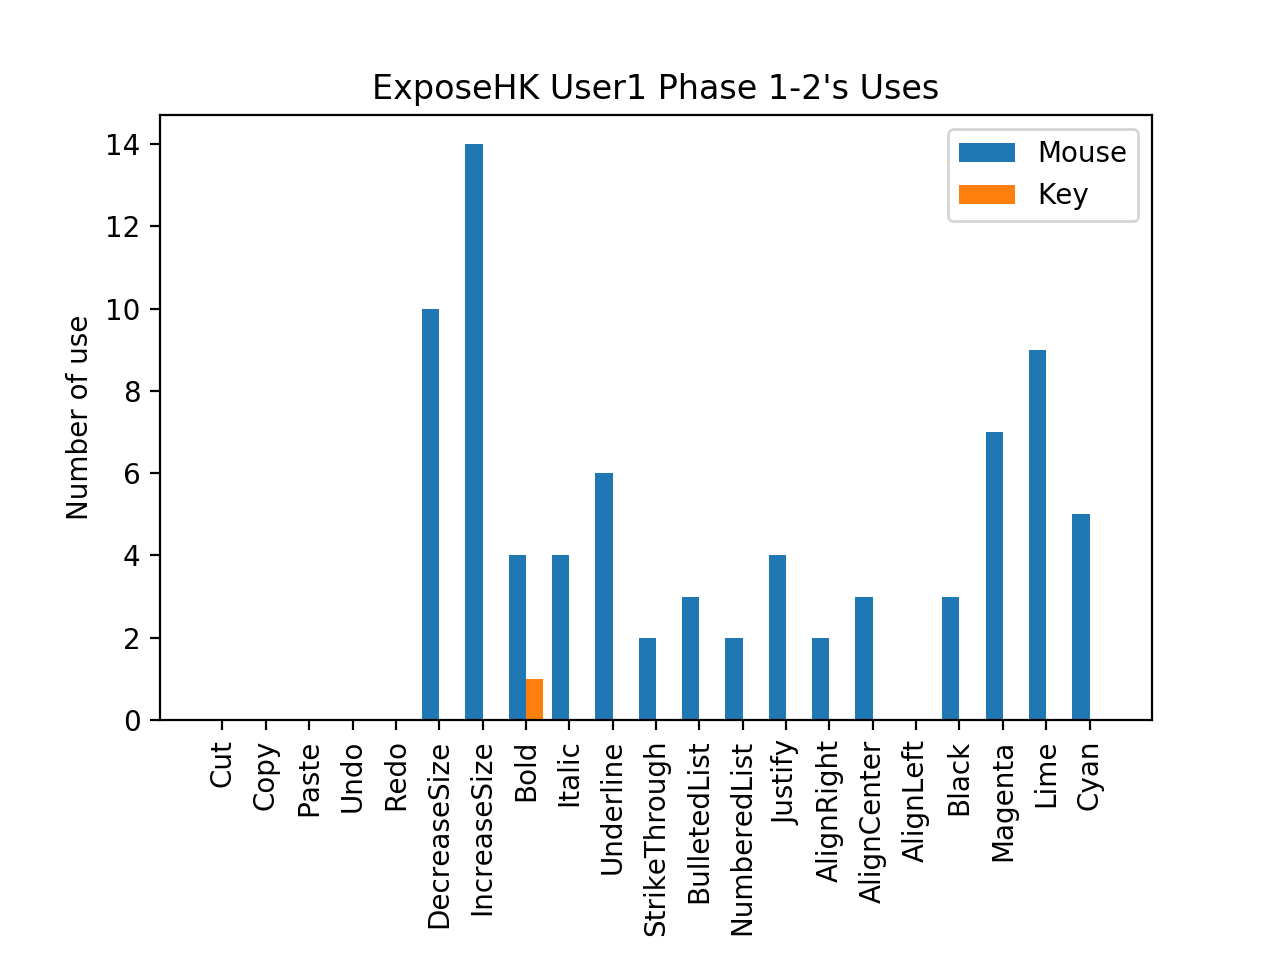 ExposeHK User1 Phase 1-2's Uses
Mouse
Key
Number of use
14
12
10
8
6
4
2
0
Cut
Copy
Paste
Undo
Redo
DecreaseSize
IncreaseSize
Bold
Italic
Underline
StrikeThrough
BulletedList
NumberedList
Justify
AlignRight
AlignCenter
AlignLeft
Black
Magenta
Lime
Cyan